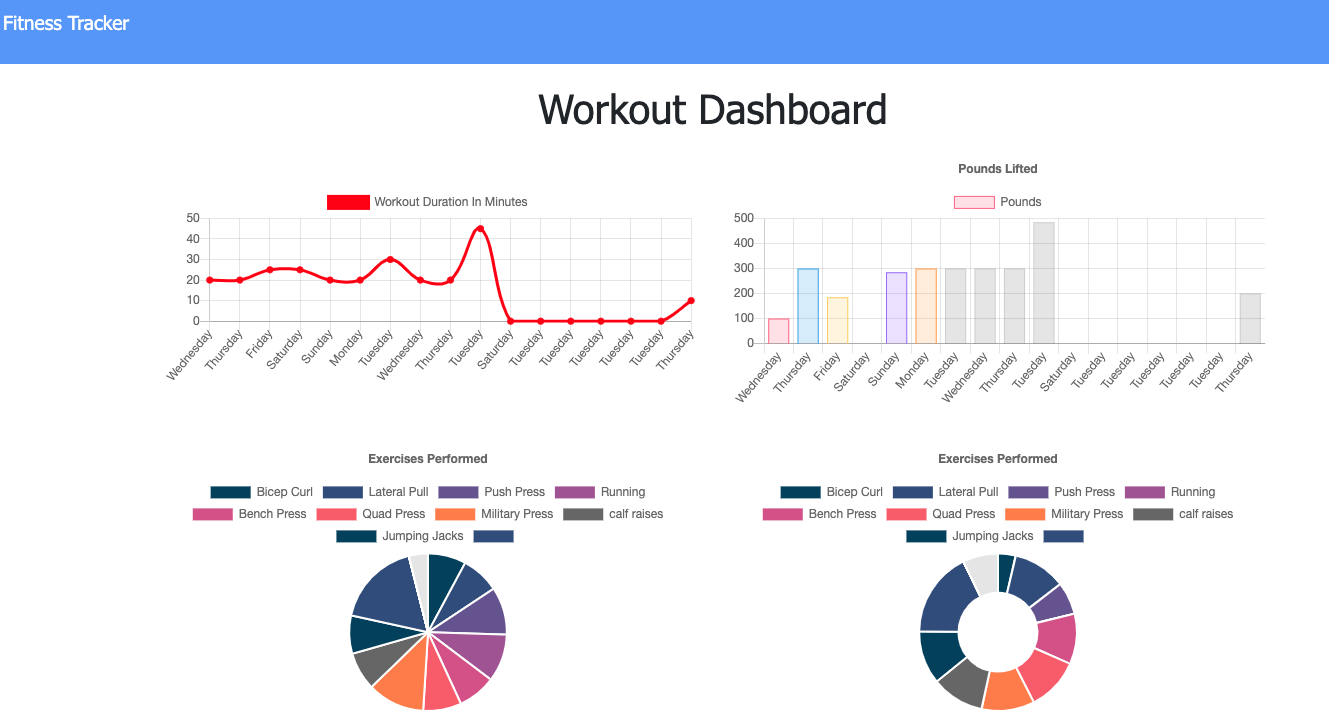 Fitness Tracker
Workout Dashboard
Workout Duration In Minutes
50
40
30
20
10
0
Wednesday Thursday Friday Saturday Sunday Monday Tuesday Wednesday Thursday Tuesday Saturday Tuesday Tuesday Tuesday Tuesday Tuesday Thursday
Pounds Lifted
Pounds
500
400
300
200
100
0
Wednesday Thursday Friday Saturday Sunday Monday Tuesday Wednesday Thursday Tuesday Saturday Tuesday Tuesday Tuesday Tuesday Tuesday Thursday
Exercises Performed
Bicep Curl Lateral Pull Push Press Running
Bench Press Quad Press Military Press calf raises
Jumping Jacks
Exercises Performed
Bicep Curl Lateral Pull Push Press Running
Bench Press Quad Press Military Press calf raises
Jumping Jacks